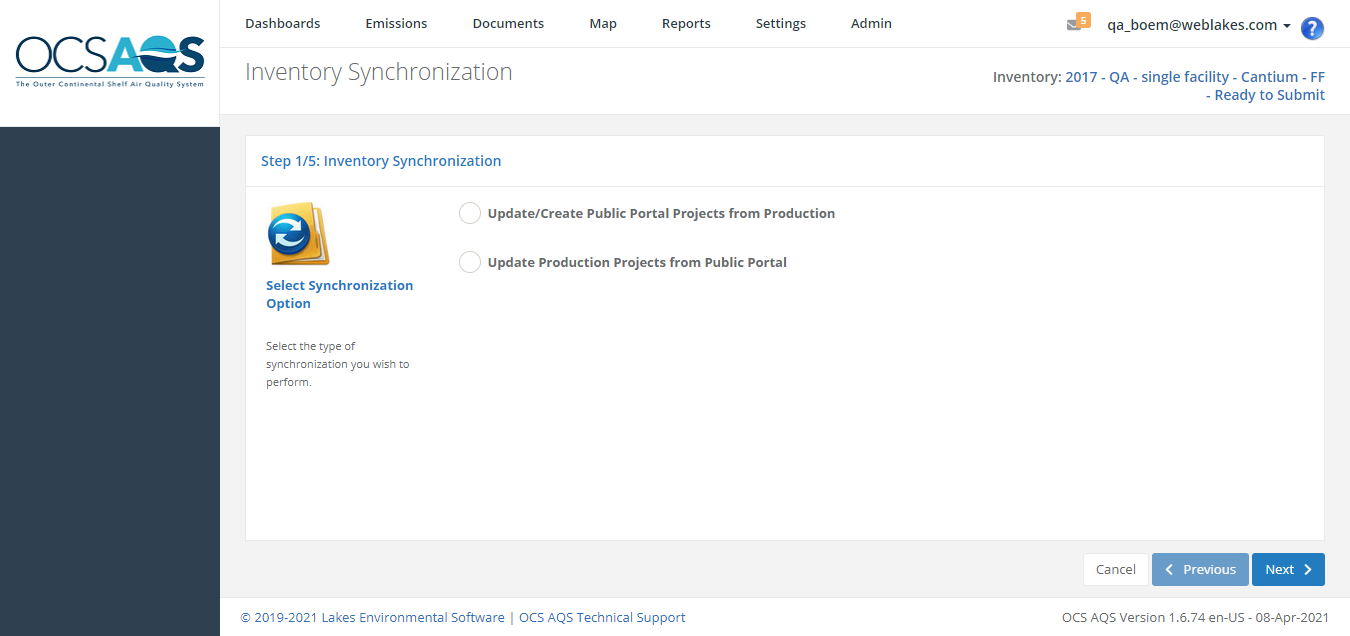 OCSAQS
The Outer Continental Shelf Air Quality System
Dashboards Emissions Documents Map Reports Settings Admin 5 qa_boem@weblakes.com ?
Inventory Synchronization
Inventory: 2017 - QA - single facility - Cantium - FF
- Ready to Submit
Step 1/5: Inventory Synchronization
Select Synchronization
Option
Select the type of
synchronization you wish to
perform.
Update/Create Public Portal Projects from Production
Update Production Projects from Public Portal
Cancel Previous Next
© 2019-2021 Lakes Environmental Software | OCS AQS Technical Support OCS AQS Version 1.6.74 en-US - 08-Apr-2021